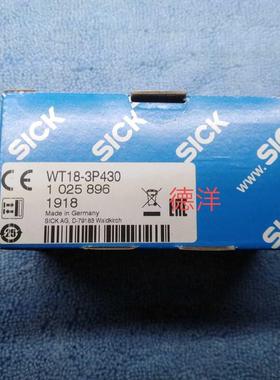 SICK
SICK
SICK
WT18-3P430
1 025 896
1918
Made in Germany
SICK AG, D-79183 Waldkirch
CE
EAC
德洋